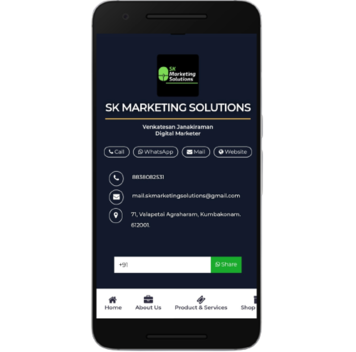 SK
Marketing
Solutions
SK MARKETING SOLUTIONS
Venkatesan Janakiraman
Digital Marketer
Call WhatsApp Mail Website
8838082531
mail.skmarketingsolutions@gmail.com
71, Valapetai Agraharam, Kumbakonam.
612001.
+91 Share
Home About Us Product & Services Shop